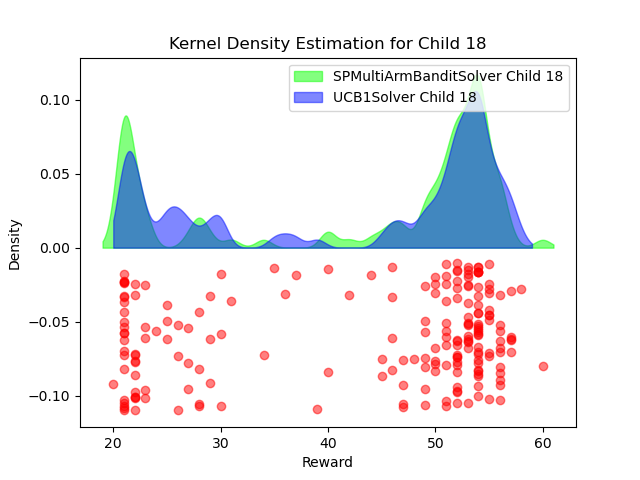 Kernel Density Estimation for Child 18
SPMultiArmBanditSolver Child 18
UCB1Solver Child 18
0.10
0.05
0.00
−0.05
−0.10
Density
20
30
40
50
60
Reward